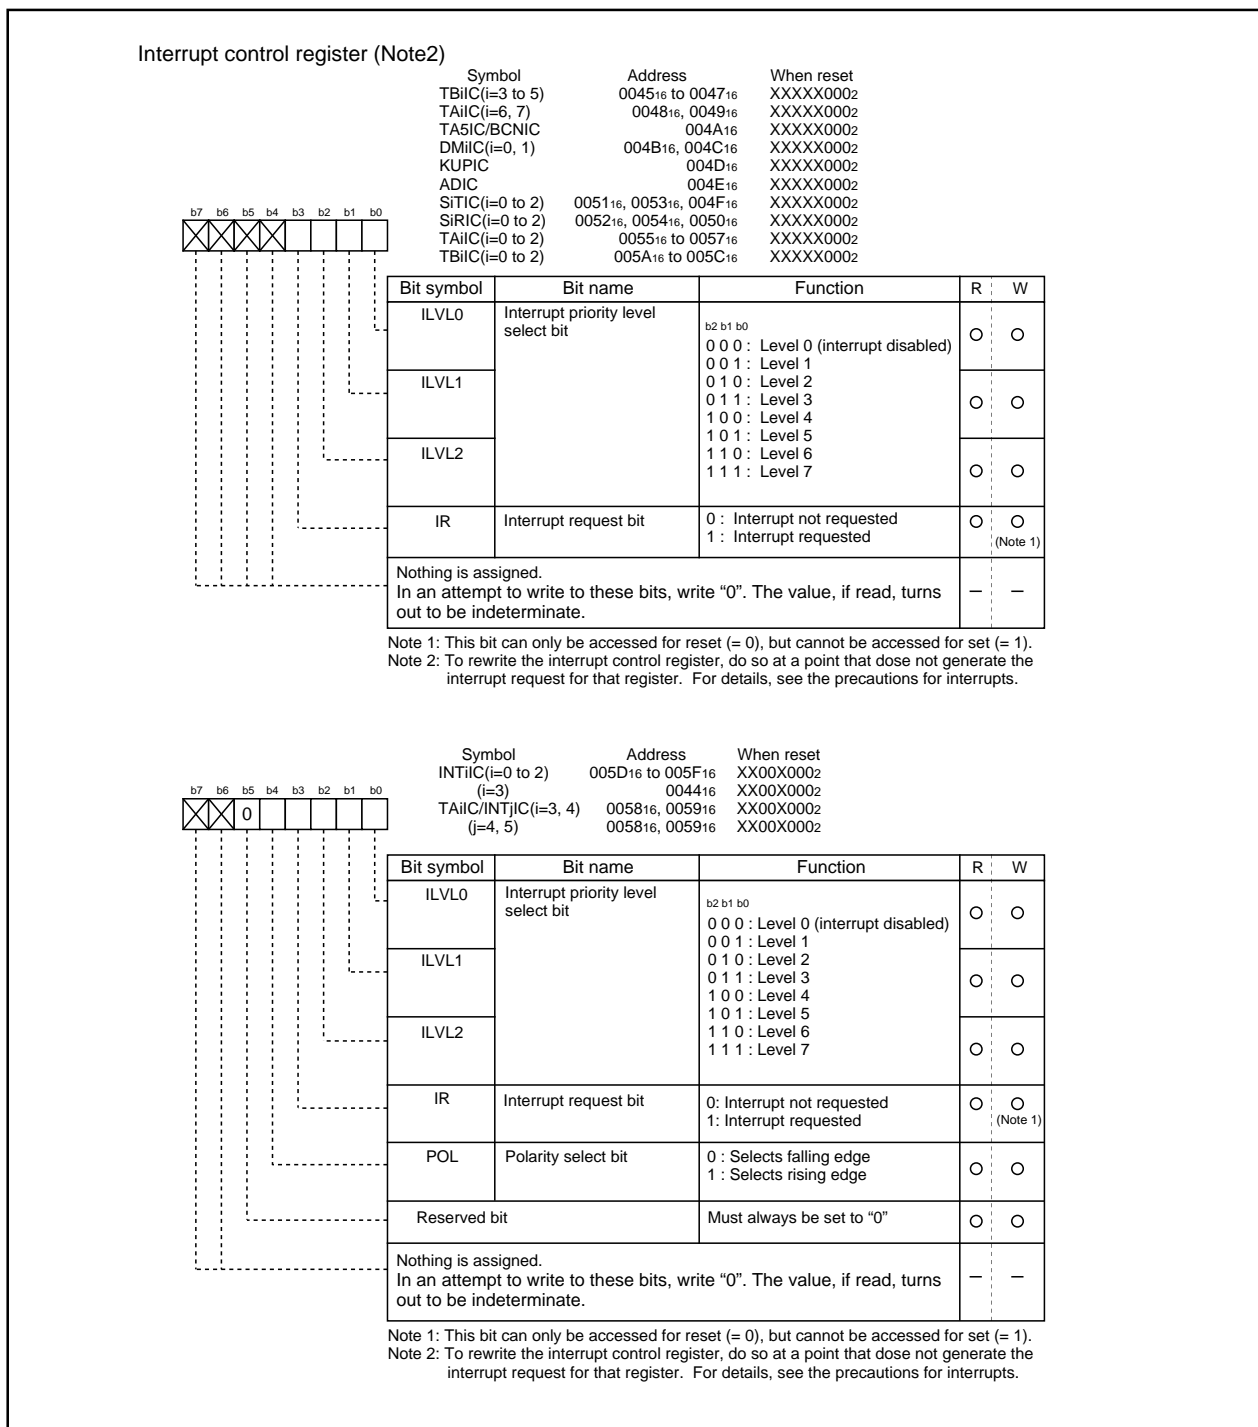 Interrupt control register (Note2)
Symbol Address When reset
TBiIC(i=3 to 5) 004516 to 004716 XXXXX0002
TAiIC(i=6, 7) 004816, 004916 XXXXX0002
TA5IC/BCNIC 004A16 XXXXX0002
DMiIC(i=0, 1) 004B16, 004C16 XXXXX0002
KUPIC 004D16 XXXXX0002
ADIC 004E16 XXXXX0002
SiTIC(i=0 to 2) 005116, 005316, 004F16 XXXXX0002
SiRIC(i=0 to 2) 005216, 005416, 005016 XXXXX0002
TAiIC(i=0 to 2) 005516 to 005716 XXXXX0002
TBiIC(i=0 to 2) 005A16 to 005C16 XXXXX0002
b7 b6 b5 b4 b3 b2 b1 b0
Bit symbol Bit name Function R W
ILVL0 Interrupt priority level
select bit
b2 b1 b0
0 0 0 : Level 0 (interrupt disabled)
0 0 1 : Level 1
ILVL1 0 1 0 : Level 2
0 1 1 : Level 3
1 0 0 : Level 4
1 0 1 : Level 5
ILVL2 1 1 0 : Level 6
1 1 1 : Level 7
IR Interrupt request bit 0 : Interrupt not requested
1 : Interrupt requested (Note 1)
Nothing is assigned.
In an attempt to write to these bits, write “0”. The value, if read, turns – –
out to be indeterminate.
Note 1: This bit can only be accessed for reset (= 0), but cannot be accessed for set (= 1).
Note 2: To rewrite the interrupt control register, do so at a point that dose not generate the
interrupt request for that register. For details, see the precautions for interrupts.
Symbol Address When reset
INTiIC(i=0 to 2) 005D16 to 005F16 XX00X0002
(i=3) 004416 XX00X0002
TAiIC/INTjIC(i=3, 4) 005816, 005916 XX00X0002
(j=4, 5) 005816, 005916 XX00X0002
b7 b6 b5 b4 b3 b2 b1 b0
0
Bit symbol Bit name Function R W
ILVL0 Interrupt priority level
select bit
b2 b1 b0
0 0 0 : Level 0 (interrupt disabled)
0 0 1 : Level 1
ILVL1 0 1 0 : Level 2
0 1 1 : Level 3
1 0 0 : Level 4
1 0 1 : Level 5
ILVL2 1 1 0 : Level 6
1 1 1 : Level 7
IR Interrupt request bit 0: Interrupt not requested
1: Interrupt requested (Note 1)
POL Polarity select bit 0 : Selects falling edge
1 : Selects rising edge
Reserved bit Must always be set to “0”
Nothing is assigned.
In an attempt to write to these bits, write “0”. The value, if read, turns – –
out to be indeterminate.
Note 1: This bit can only be accessed for reset (= 0), but cannot be accessed for set (= 1).
Note 2: To rewrite the interrupt control register, do so at a point that dose not generate the
interrupt request for that register. For details, see the precautions for interrupts.